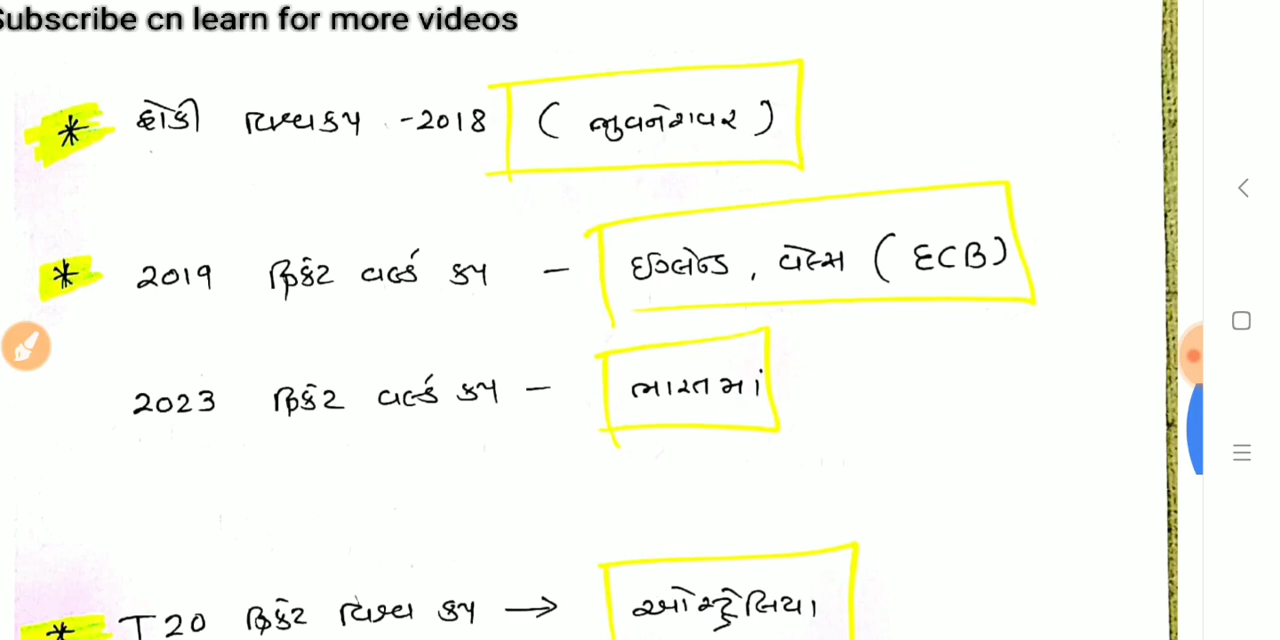 Subscribe cn learn for more videos
* હોકી વિશ્વકપ - 2018 ( ભુવનેશવર )
* 2019 ક્રિકેટ વર્લ્ડ કપ - ઇંગ્લેન્ડ , વેલ્સ ( ECB )
2023 ક્રિકેટ વર્લ્ડ કપ - ભારતમાં
* T20 ક્રિકેટ વિશ્વ કપ → ઓસ્ટ્રેલિયા